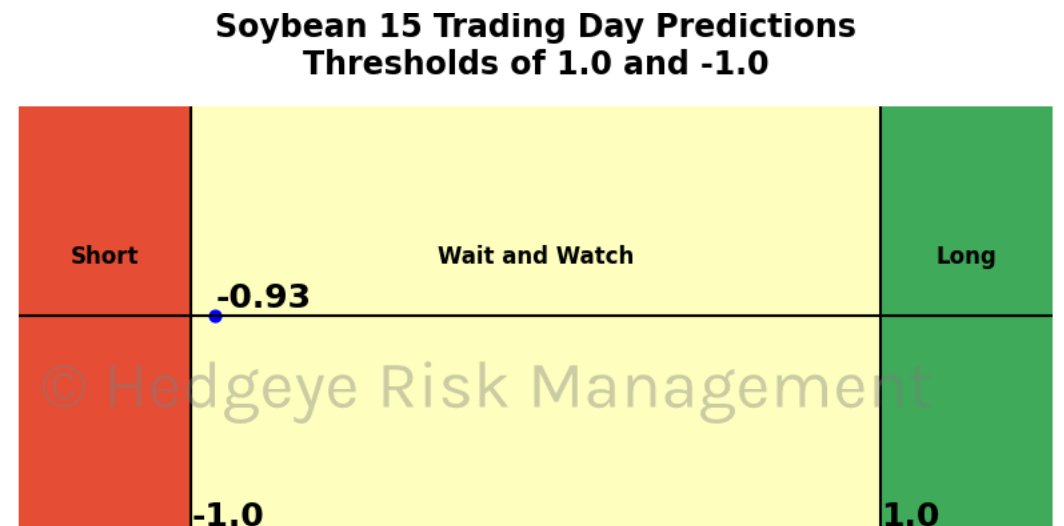 Soybean 15 Trading Day Predictions
Thresholds of 1.0 and -1.0
Short
Wait and Watch
Long
-0.93
© Hedgeye Risk Management
-1.0
1.0